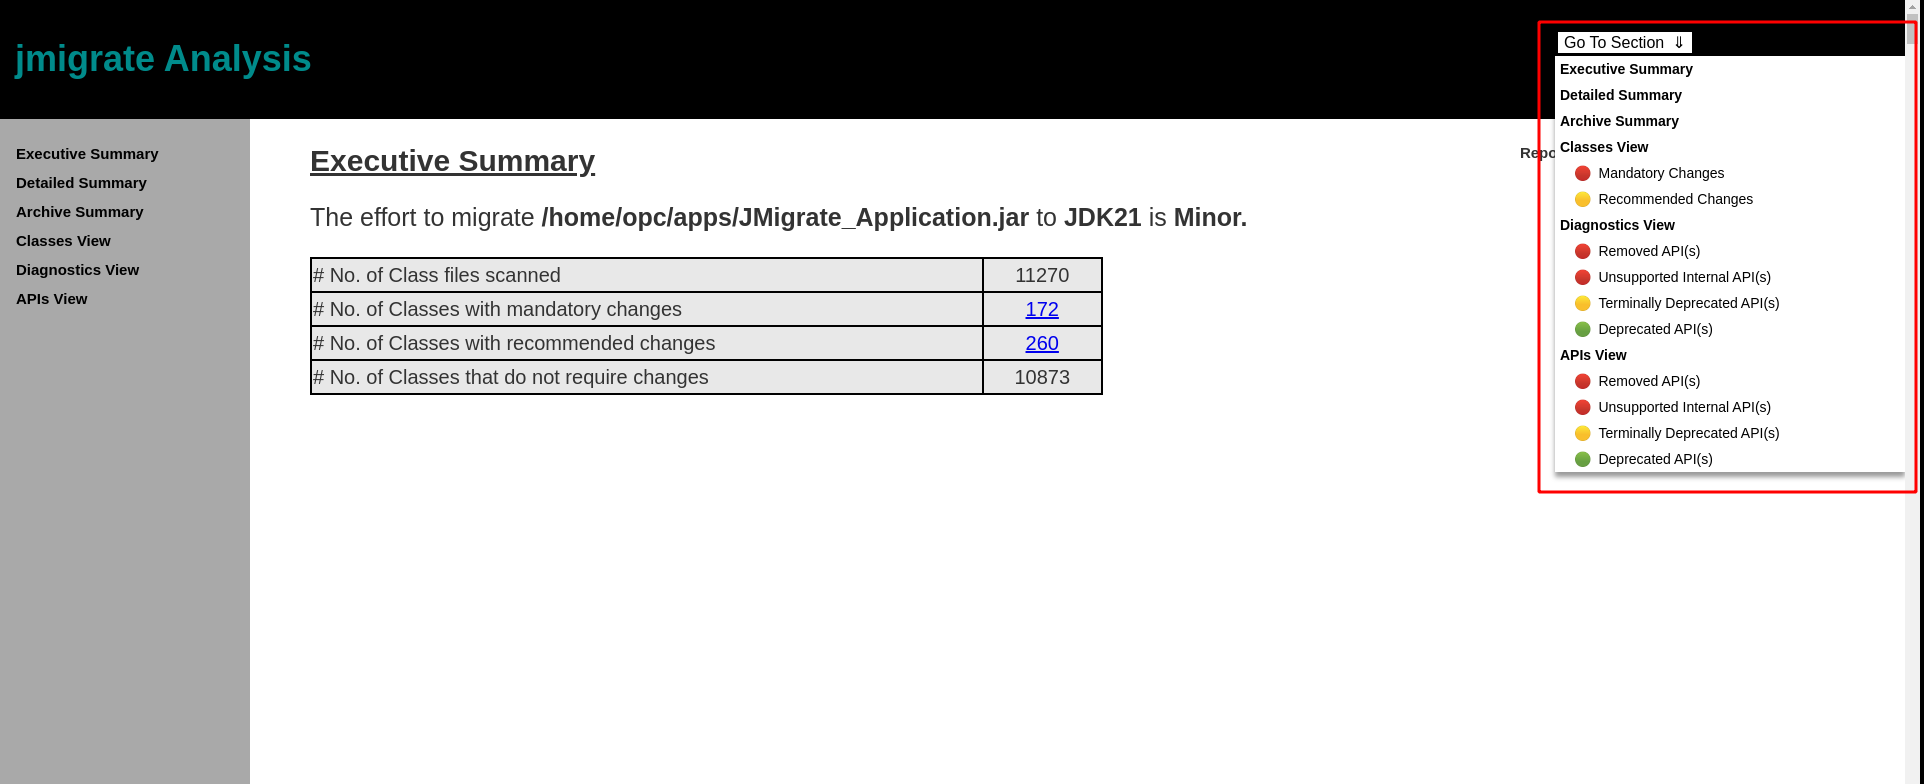 jmigrate Analysis
Go To Section ⇓
Executive Summary
Detailed Summary
Archive Summary
Classes View
Mandatory Changes
Recommended Changes
Diagnostics View
Removed API(s)
Unsupported Internal API(s)
Terminally Deprecated API(s)
Deprecated API(s)
APIs View
Removed API(s)
Unsupported Internal API(s)
Terminally Deprecated API(s)
Deprecated API(s)
Executive Summary
Detailed Summary
Archive Summary
Classes View
Diagnostics View
APIs View
Executive Summary
Repo
The effort to migrate /home/opc/apps/JMigrate_Application.jar to JDK21 is Minor.
# No. of Class files scanned 11270
# No. of Classes with mandatory changes 172
# No. of Classes with recommended changes 260
# No. of Classes that do not require changes 10873